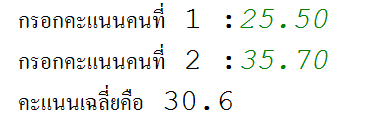 กรอกคะแนนคนที่ 1 :25.50
กรอกคะแนนคนที่ 2 :35.70
คะแนนเฉลี่ยคือ 30.6